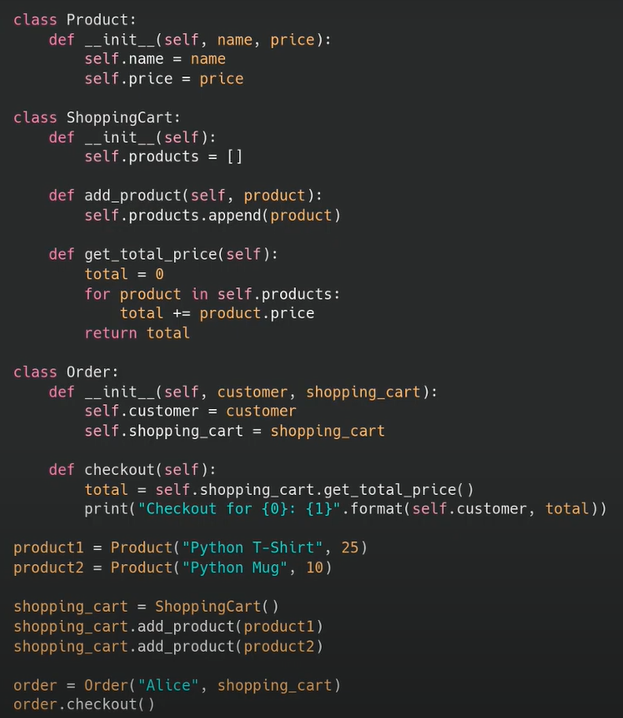 class Product:
    def __init__(self, name, price):
        self.name = name
        self.price = price

class ShoppingCart:
    def __init__(self):
        self.products = []

    def add_product(self, product):
        self.products.append(product)

    def get_total_price(self):
        total = 0
        for product in self.products:
            total += product.price
        return total

class Order:
    def __init__(self, customer, shopping_cart):
        self.customer = customer
        self.shopping_cart = shopping_cart

    def checkout(self):
        total = self.shopping_cart.get_total_price()
        print("Checkout for {0}: {1}".format(self.customer, total))

product1 = Product("Python T-Shirt", 25)
product2 = Product("Python Mug", 10)

shopping_cart = ShoppingCart()
shopping_cart.add_product(product1)
shopping_cart.add_product(product2)

order = Order("Alice", shopping_cart)
order.checkout()